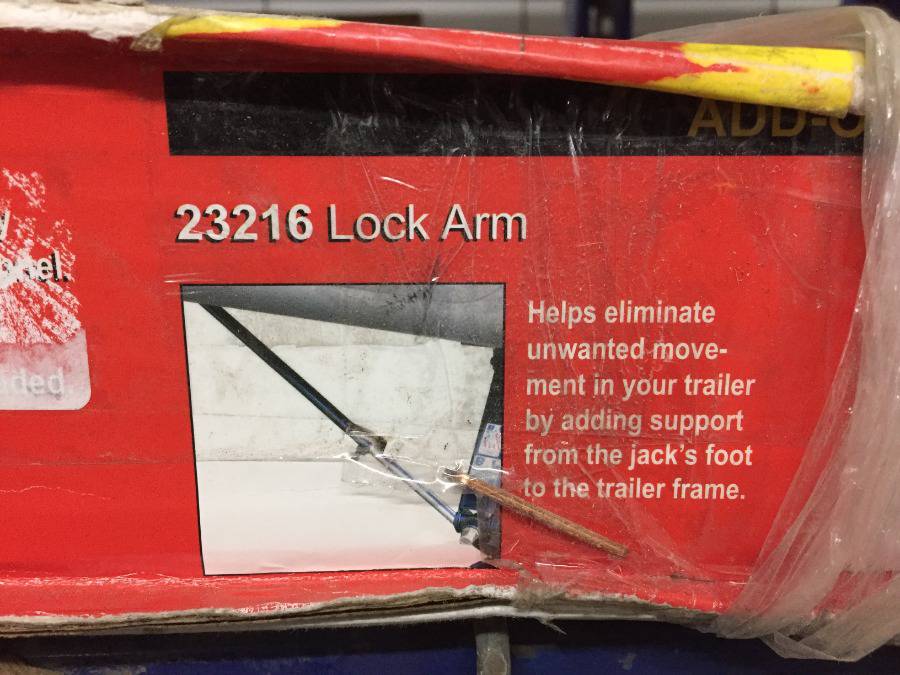 ADD-O
23216 Lock Arm
Helps eliminate
unwanted move-
ment in your trailer
by adding support
from the jack's foot
to the trailer frame.